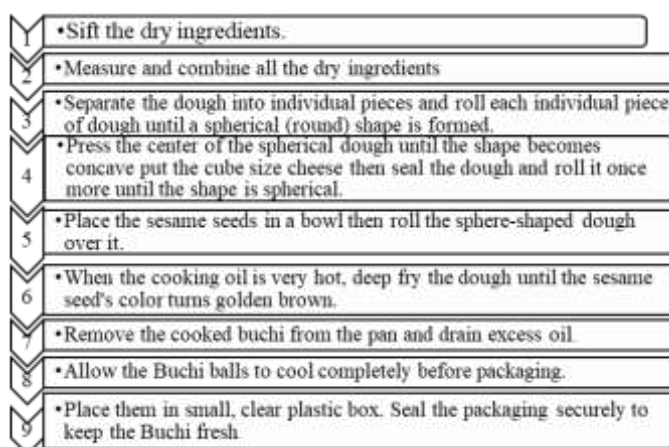 1 •Sift the dry ingredients.
2 •Measure and combine all the dry ingredients
3 •Separate the dough into individual pieces and roll each individual piece
of dough until a spherical (round) shape is formed.
4 •Press the center of the spherical dough until the shape becomes
concave put the cube size cheese then seal the dough and roll it once
more until the shape is spherical.
5 •Place the sesame seeds in a bowl then roll the sphere-shaped dough
over it.
6 •When the cooking oil is very hot, deep fry the dough until the sesame
seed's color turns golden brown.
7 •Remove the cooked buchi from the pan and drain excess oil.
8 •Allow the Buchi balls to cool completely before packaging.
9 •Place them in small, clear plastic box. Seal the packaging securely to
keep the Buchi fresh